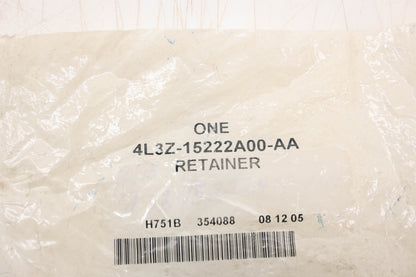 ONE
4L3Z-15222A00-AA
RETAINER
H751B 354088 08 12 05